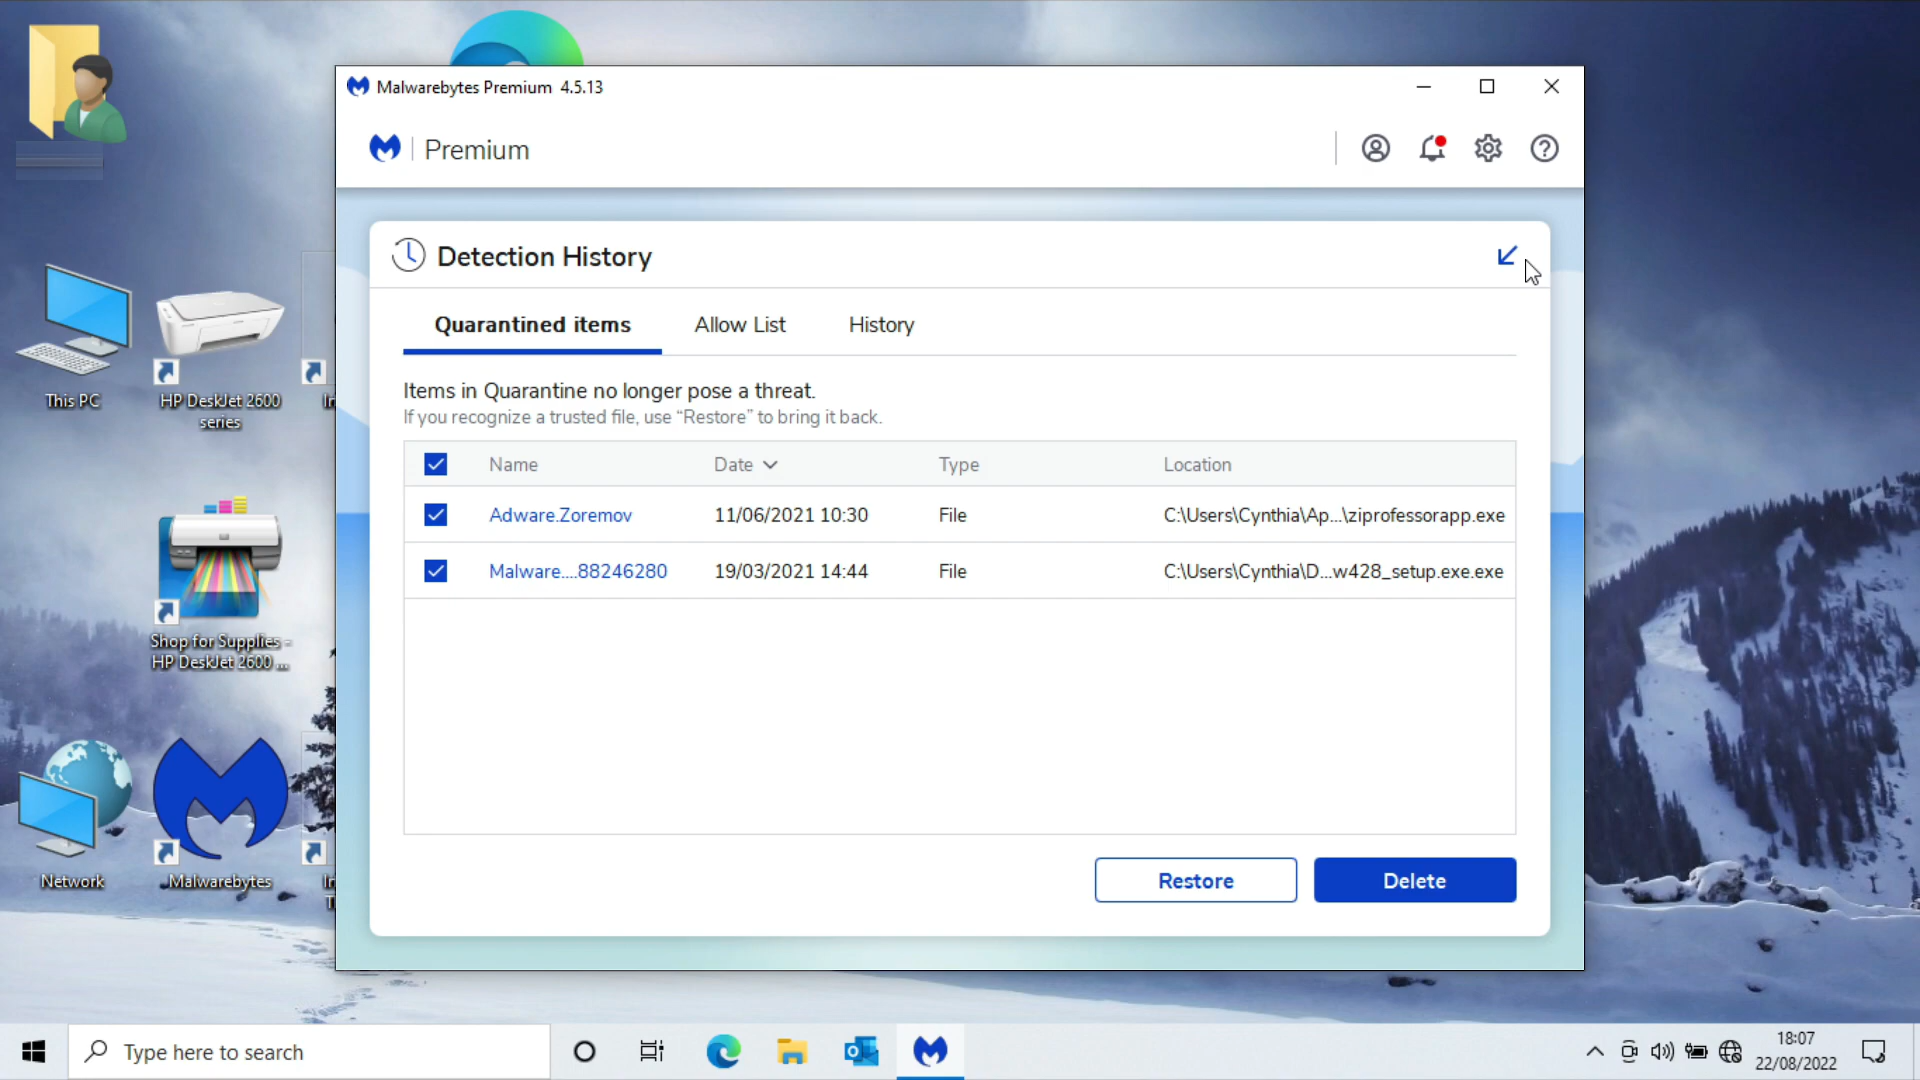 Malwarebytes Premium 4.5.13
Premium
Detection History
Quarantined items
Allow List
History
Items in Quarantine no longer pose a threat.
If you recognize a trusted file, use “Restore” to bring it back.
Name
Date
Type
Location
Adware.Zoremov
11/06/2021 10:30
File
C:\Users\Cynthia\Ap...\ziprofessorapp.exe
Malware....88246280
19/03/2021 14:44
File
C:\Users\Cynthia\D...w428_setup.exe.exe
Restore
Delete
This PC
HP DeskJet 2600
series
Shop for Supplies -
HP DeskJet 2600 ...
Network
Malwarebytes
Type here to search
18:07
22/08/2022